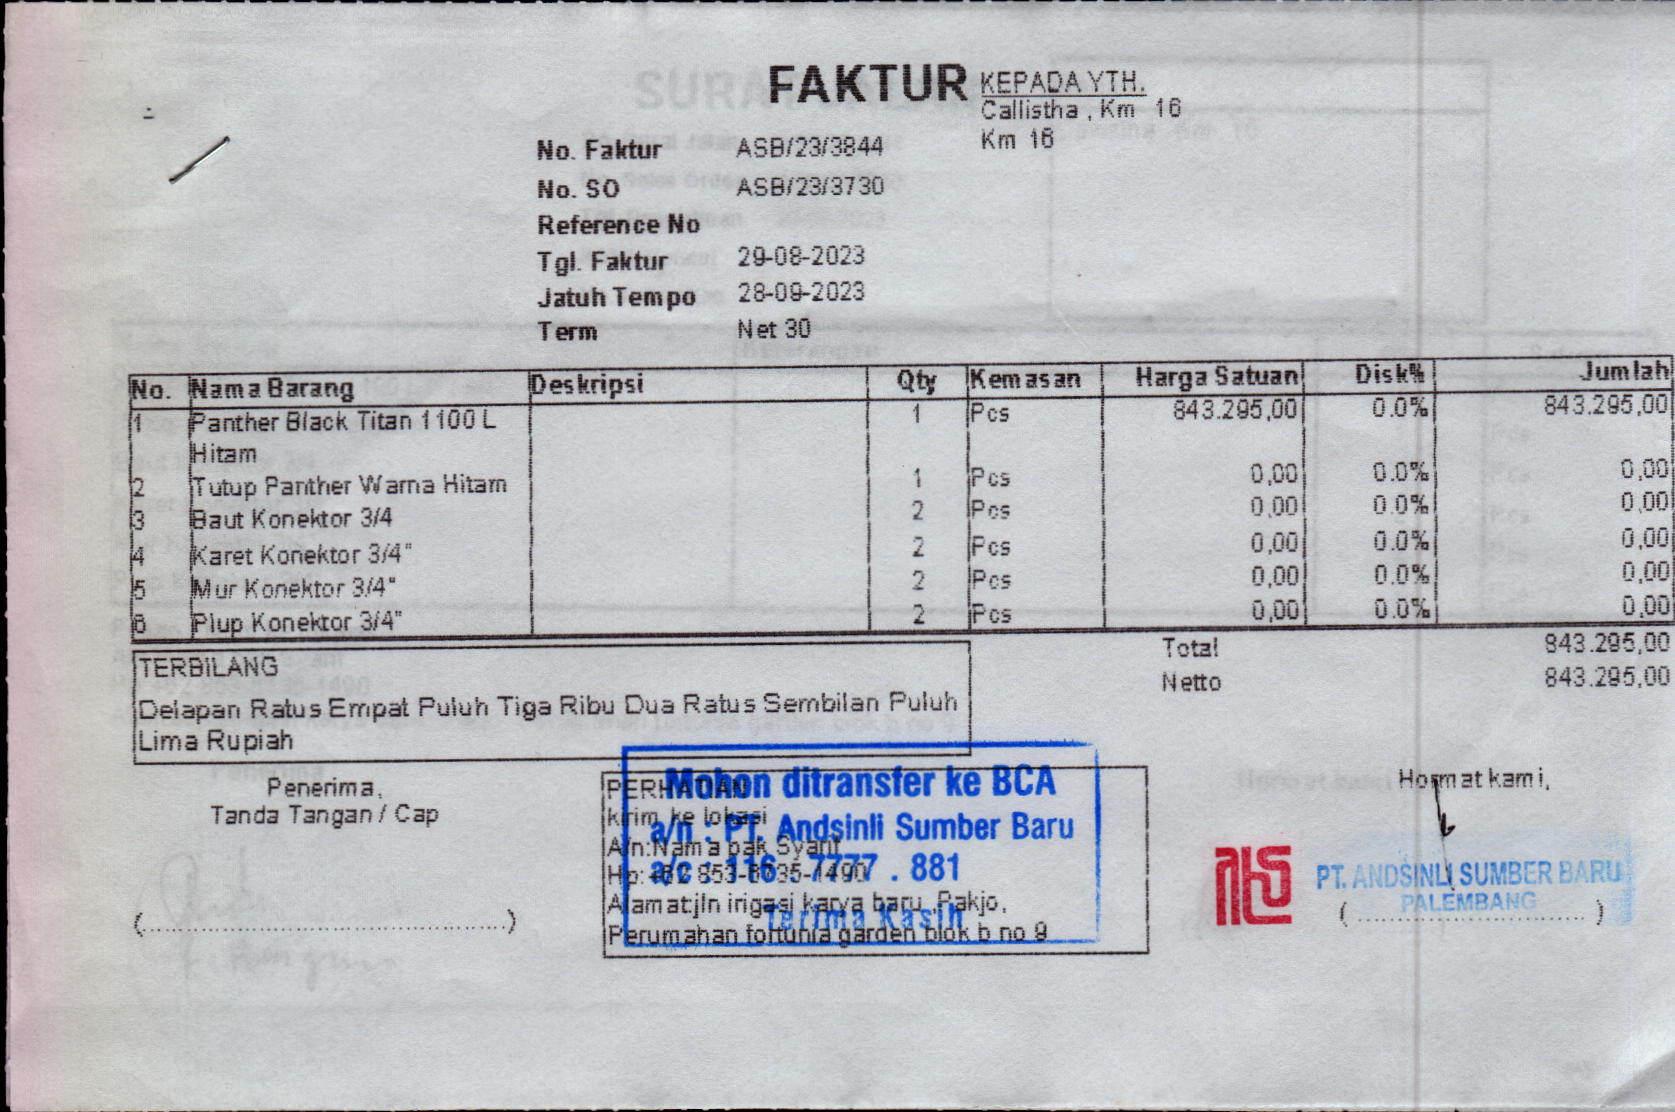 FAKTUR
KEPADA YTH.
Callistha , Km 16
Km 16
No. Faktur ASB/23/3844
No. SO ASB/23/3730
Reference No
Tgl. Faktur 29-08-2023
Jatuh Tempo 28-09-2023
Term Net 30
No. Nama Barang Deskripsi Qty Kemasan Harga Satuan Disk% Jumlah
1 Panther Black Titan 1100 L 1 Pcs 843.295,00 0.0% 843.295,00
Hitam
2 Tutup Panther Warna Hitam 1 Pcs 0,00 0.0% 0,00
3 Baut Konektor 3/4 2 Pcs 0,00 0.0% 0,00
4 Karet Konektor 3/4" 2 Pcs 0,00 0.0% 0,00
5 Mur Konektor 3/4" 2 Pcs 0,00 0.0% 0,00
6 Plup Konektor 3/4" 2 Pcs 0,00 0.0% 0,00
Total 843.295,00
Netto 843.295,00
TERBILANG
Delapan Ratus Empat Puluh Tiga Ribu Dua Ratus Sembilan Puluh
Lima Rupiah
Penerima,
Tanda Tangan / Cap
PERHATIAN
kirim ke lokasi
A/n:Nama pak Syarif
Hp: +62 853-
Alamat:jln irigasi karya baru ,Pakjo,
Perumahan fortunia garden blok b no 9
Mohon ditransfer ke BCA
a/n : PT. Andsinli Sumber Baru
a/c : 116 . 7777 . 881
Terima Kasih
Hormat kami,
PT. ANDSINLI SUMBER BARU
PALEMBANG